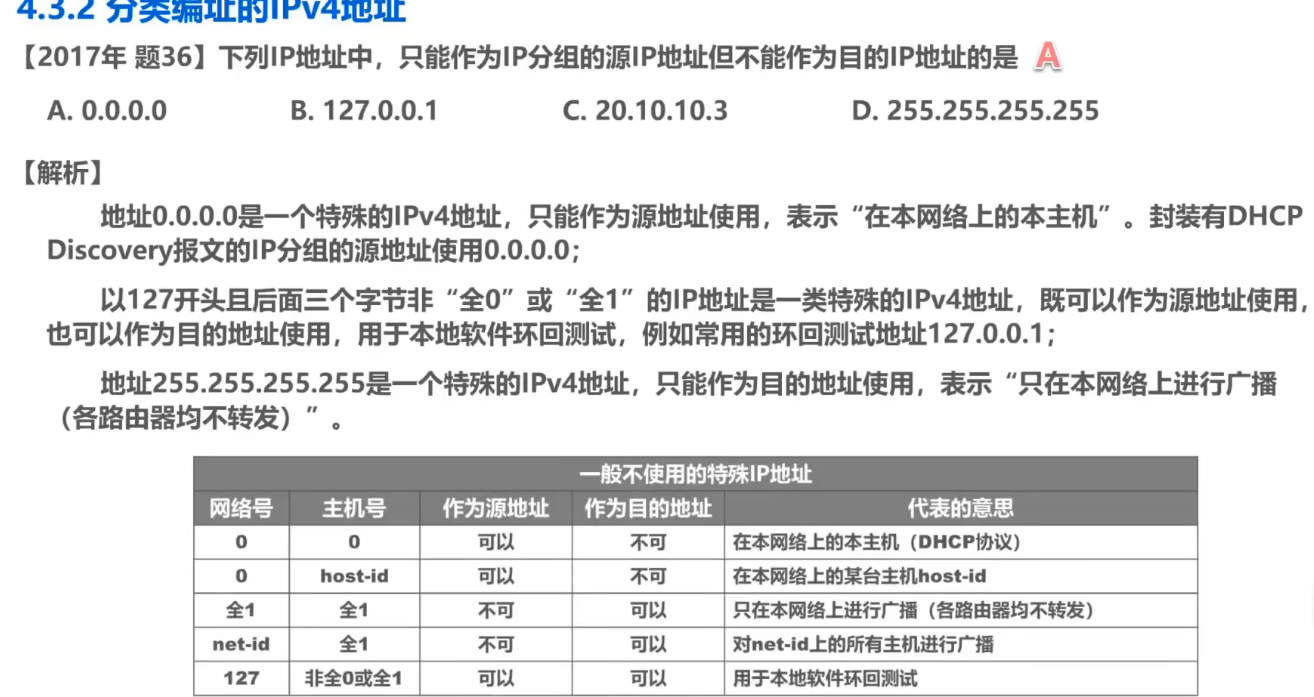 4.3.2 分类编址的IPv4地址
【2017年 题36】下列IP地址中，只能作为IP分组的源IP地址但不能作为目的IP地址的是 A
A. 0.0.0.0 B. 127.0.0.1 C. 20.10.10.3 D. 255.255.255.255
【解析】
地址0.0.0.0是一个特殊的IPv4地址，只能作为源地址使用，表示“在本网络上的本主机”。封装有DHCP
Discovery报文的IP分组的源地址使用0.0.0.0；
以127开头且后面三个字节非“全0”或“全1”的IP地址是一类特殊的IPv4地址，既可以作为源地址使用，
也可以作为目的地址使用，用于本地软件环回测试，例如常用的环回测试地址127.0.0.1；
地址255.255.255.255是一个特殊的IPv4地址，只能作为目的地址使用，表示“只在本网络上进行广播
（各路由器均不转发）”。
一般不使用的特殊IP地址
网络号 主机号 作为源地址 作为目的地址 代表的意思
0 0 可以 不可 在本网络上的本主机（DHCP协议）
0 host-id 可以 不可 在本网络上的某台主机host-id
全1 全1 不可 可以 只在本网络上进行广播（各路由器均不转发）
net-id 全1 不可 可以 对net-id上的所有主机进行广播
127 非全0或全1 可以 可以 用于本地软件环回测试